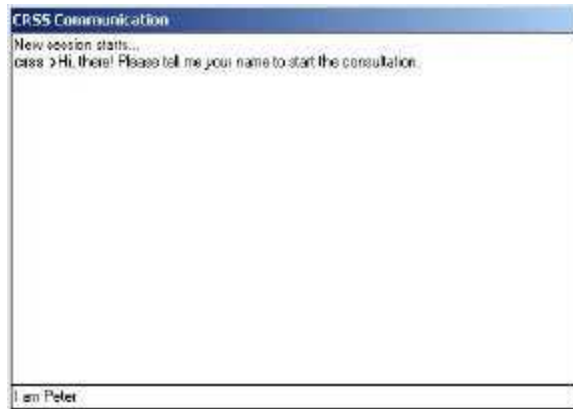 CRSS Communication
New session starts...
crss > Hi, there! Please tell me your name to start the consultation.
I am Peter